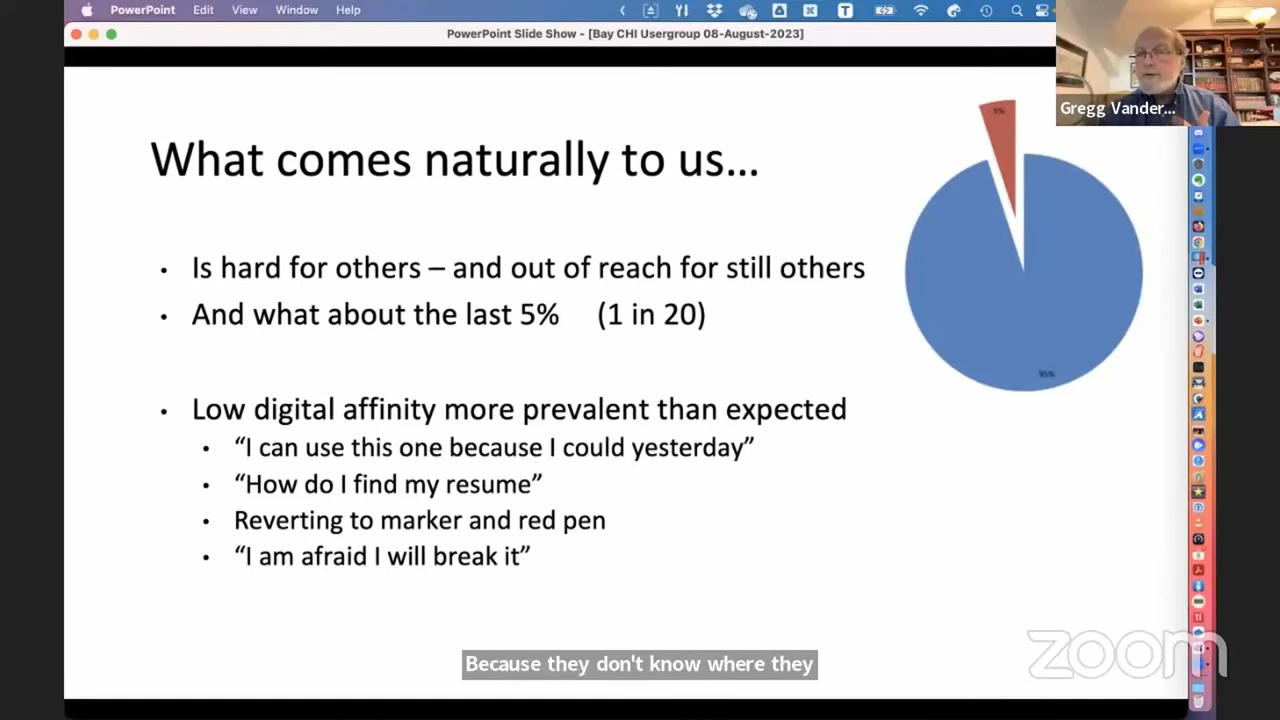 PowerPoint Edit View Window Help
PowerPoint Slide Show - [Bay CHI Usergroup 08-August-2023]
Gregg Vander...
5%
What comes naturally to us...
• Is hard for others – and out of reach for still others
• And what about the last 5% (1 in 20)
95%
• Low digital affinity more prevalent than expected
• “I can use this one because I could yesterday”
• “How do I find my resume”
• Reverting to marker and red pen
• “I am afraid I will break it”
Because they don't know where they
zoom